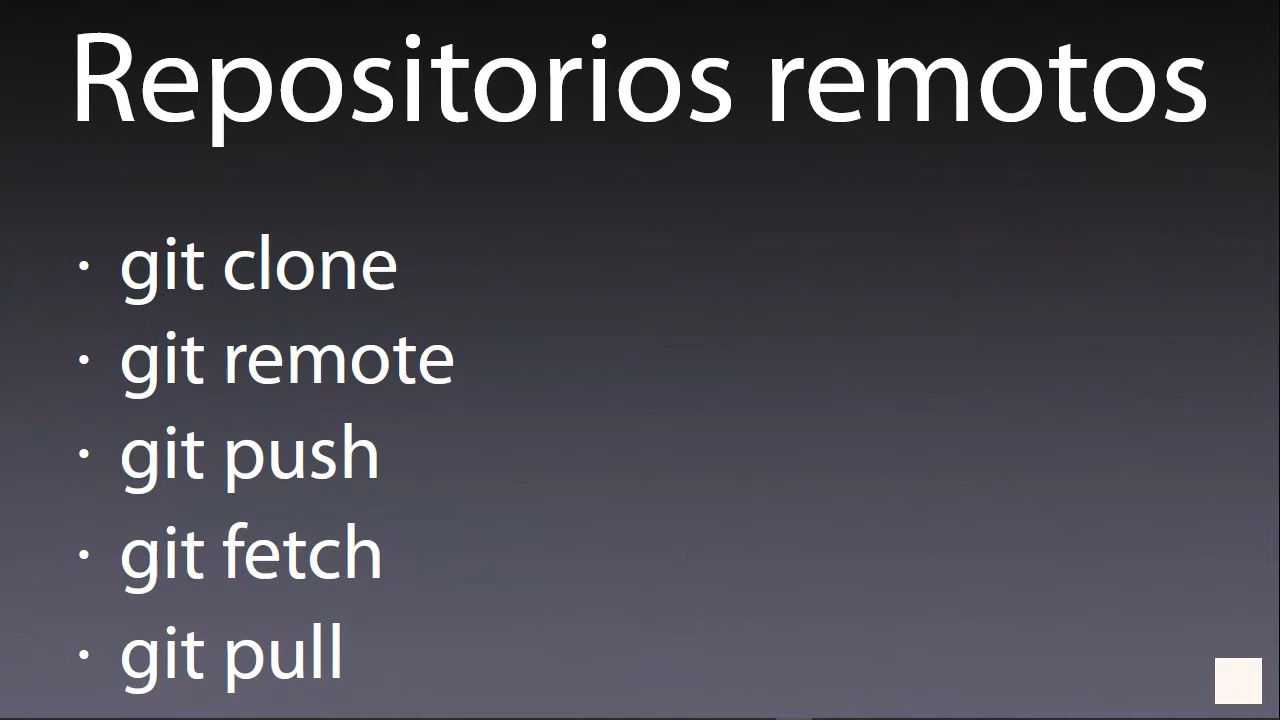 Repositorios remotos
· git clone
· git remote
· git push
· git fetch
· git pull